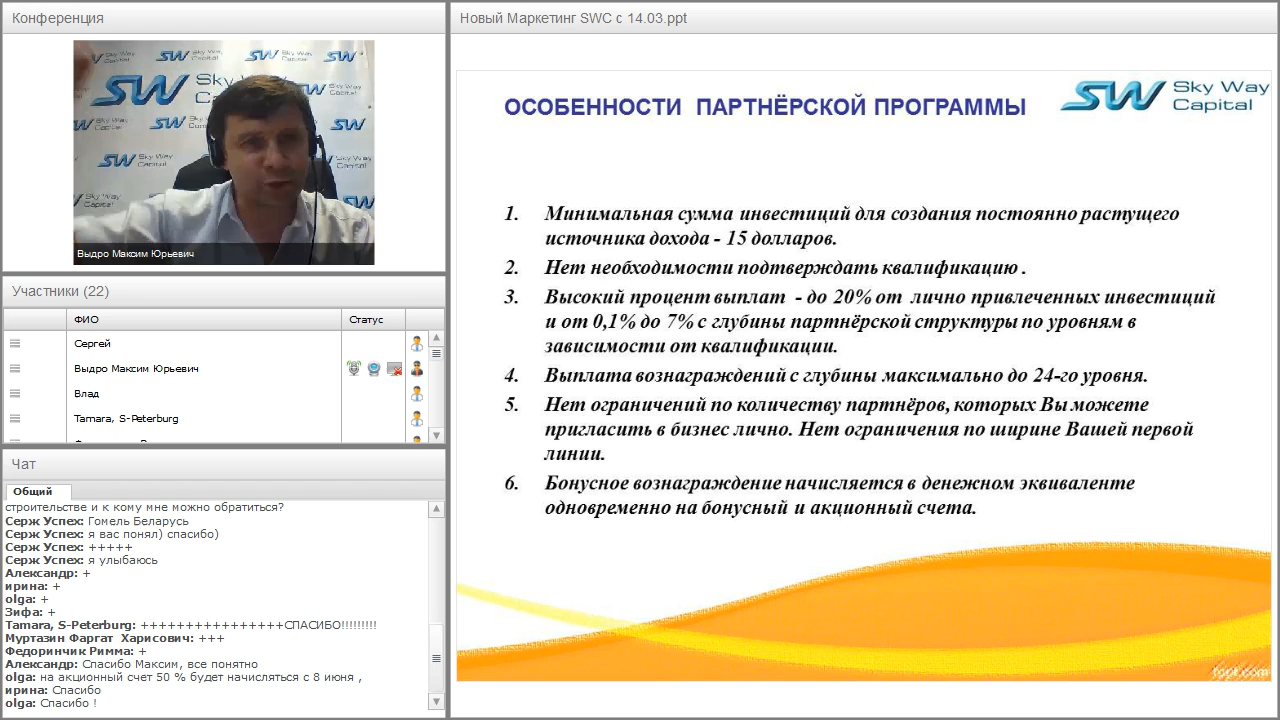 Конференция
SW Sky Way Capital
Выдро Максим Юрьевич
Участники (22)
ФИО
Статус
Сергей
Выдро Максим Юрьевич
Влад
Tamara, S-Peterburg
Чат
Общий
строительстве и к кому мне можно обратиться?
Серж Успех: Гомель Беларусь
Серж Успех: я вас понял) спасибо)
Серж Успех: +++++
Серж Успех: я улыбаюсь
Александр: +
ирина: +
olga: +
Зифа: +
Tamara, S-Peterburg: ++++++++++++++++СПАСИБО!!!!!!!!!
Муртазин Фаргат Харисович: +++
Федоринчик Римма: +
Александр: Спасибо Максим, все понятно
olga: на акционный счет 50 % будет начисляться с 8 июня ,
ирина: Спасибо
olga: Спасибо !
Новый Маркетинг SWC с 14.03.ppt
ОСОБЕННОСТИ ПАРТНЁРСКОЙ ПРОГРАММЫ
SW Sky Way
Capital
1. Минимальная сумма инвестиций для создания постоянно растущего
источника дохода - 15 долларов.
2. Нет необходимости подтверждать квалификацию .
3. Высокий процент выплат - до 20% от лично привлеченных инвестиций
и от 0,1% до 7% с глубины партнёрской структуры по уровням в
зависимости от квалификации.
4. Выплата вознаграждений с глубины максимально до 24-го уровня.
5. Нет ограничений по количеству партнёров, которых Вы можете
пригласить в бизнес лично. Нет ограничения по ширине Вашей первой
линии.
6. Бонусное вознаграждение начисляется в денежном эквиваленте
одновременно на бонусный и акционный счета.